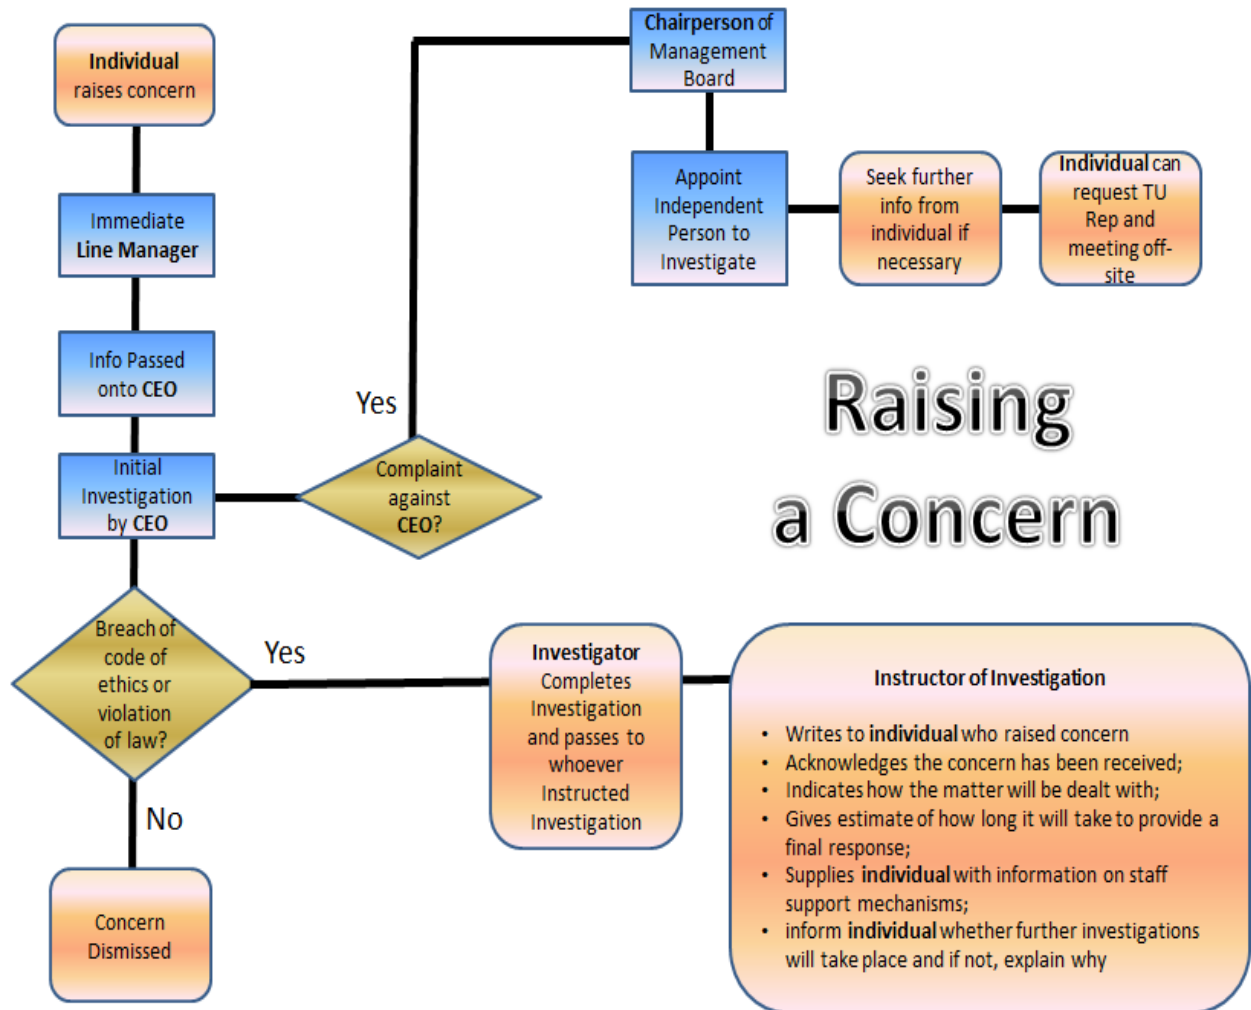 Individual
raises concern
Immediate
Line Manager
Info Passed
onto CEO
Initial
Investigation
by CEO
Complaint
against
CEO?
Yes
Chairperson of
Management
Board
Appoint
Independent
Person to
Investigate
Seek further
info from
individual if
necessary
Individual can
request TU
Rep and
meeting off-
site
Raising
a Concern
Breach of
code of
ethics or
violation
of law?
Yes
No
Concern
Dismissed
Investigator
Completes
Investigation
and passes to
whoever
Instructed
Investigation
Instructor of Investigation
• Writes to individual who raised concern
• Acknowledges the concern has been received;
• Indicates how the matter will be dealt with;
• Gives estimate of how long it will take to provide a
final response;
• Supplies individual with information on staff
support mechanisms;
• inform individual whether further investigations
will take place and if not, explain why